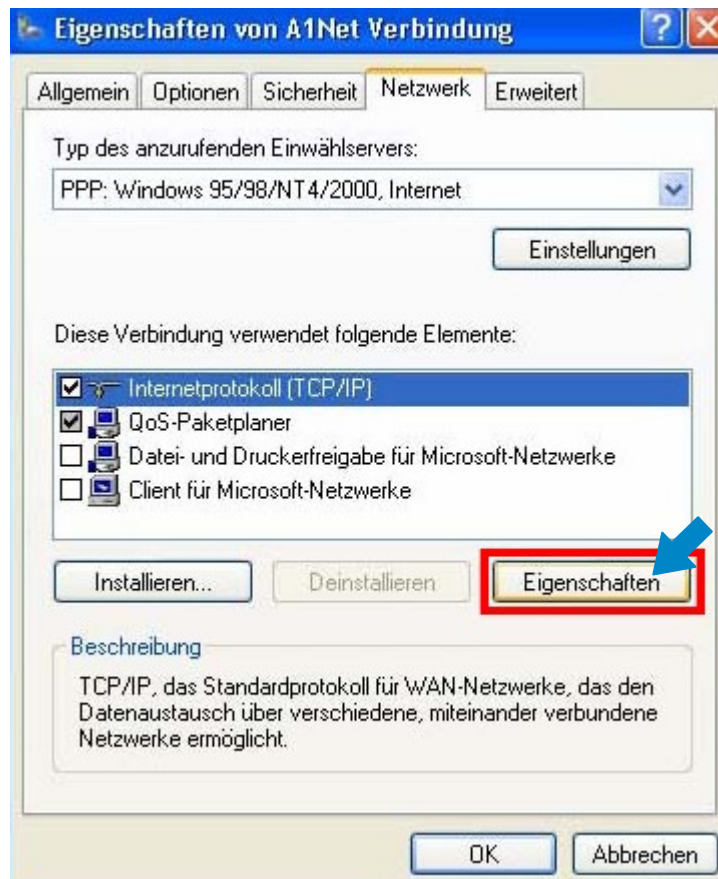 Eigenschaften von A1Net Verbindung
Allgemein Optionen Sicherheit Netzwerk Erweitert
Typ des anzurufenden Einwählservers:
PPP: Windows 95/98/NT4/2000, Internet
Einstellungen
Diese Verbindung verwendet folgende Elemente:
Internetprotokoll (TCP/IP)
QoS-Paketplaner
Datei- und Druckerfreigabe für Microsoft-Netzwerke
Client für Microsoft-Netzwerke
Installieren... Deinstallieren Eigenschaften
Beschreibung
TCP/IP, das Standardprotokoll für WAN-Netzwerke, das den
Datenaustausch über verschiedene, miteinander verbundene
Netzwerke ermöglicht.
OK Abbrechen